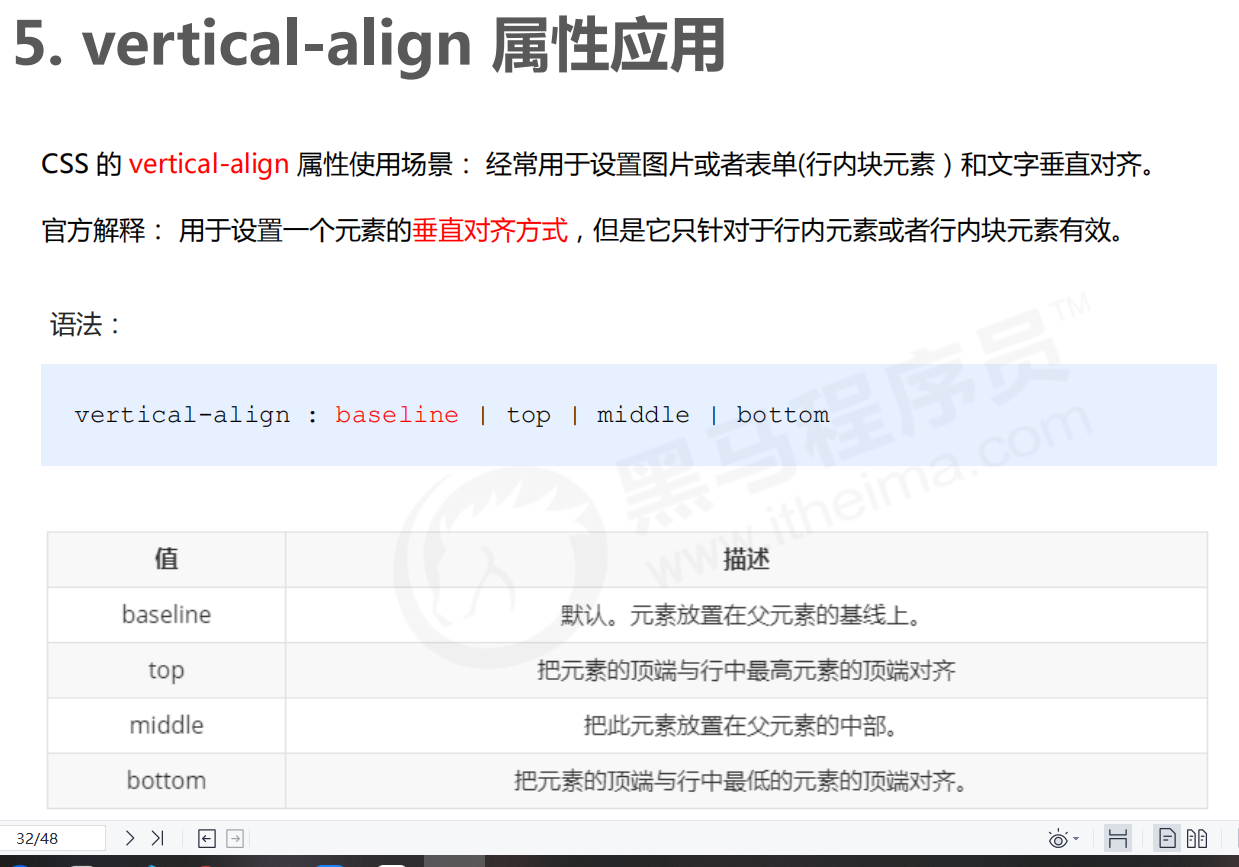 5. vertical-align 属性应用
CSS 的 vertical-align 属性使用场景： 经常用于设置图片或者表单(行内块元素）和文字垂直对齐。
官方解释： 用于设置一个元素的垂直对齐方式，但是它只针对于行内元素或者行内块元素有效。
语法：
vertical-align : baseline | top | middle | bottom
黑马程序员™
www.itheima.com
值 描述
baseline 默认。元素放置在父元素的基线上。
top 把元素的顶端与行中最高元素的顶端对齐
middle 把此元素放置在父元素的中部。
bottom 把元素的顶端与行中最低的元素的顶端对齐。
32/48